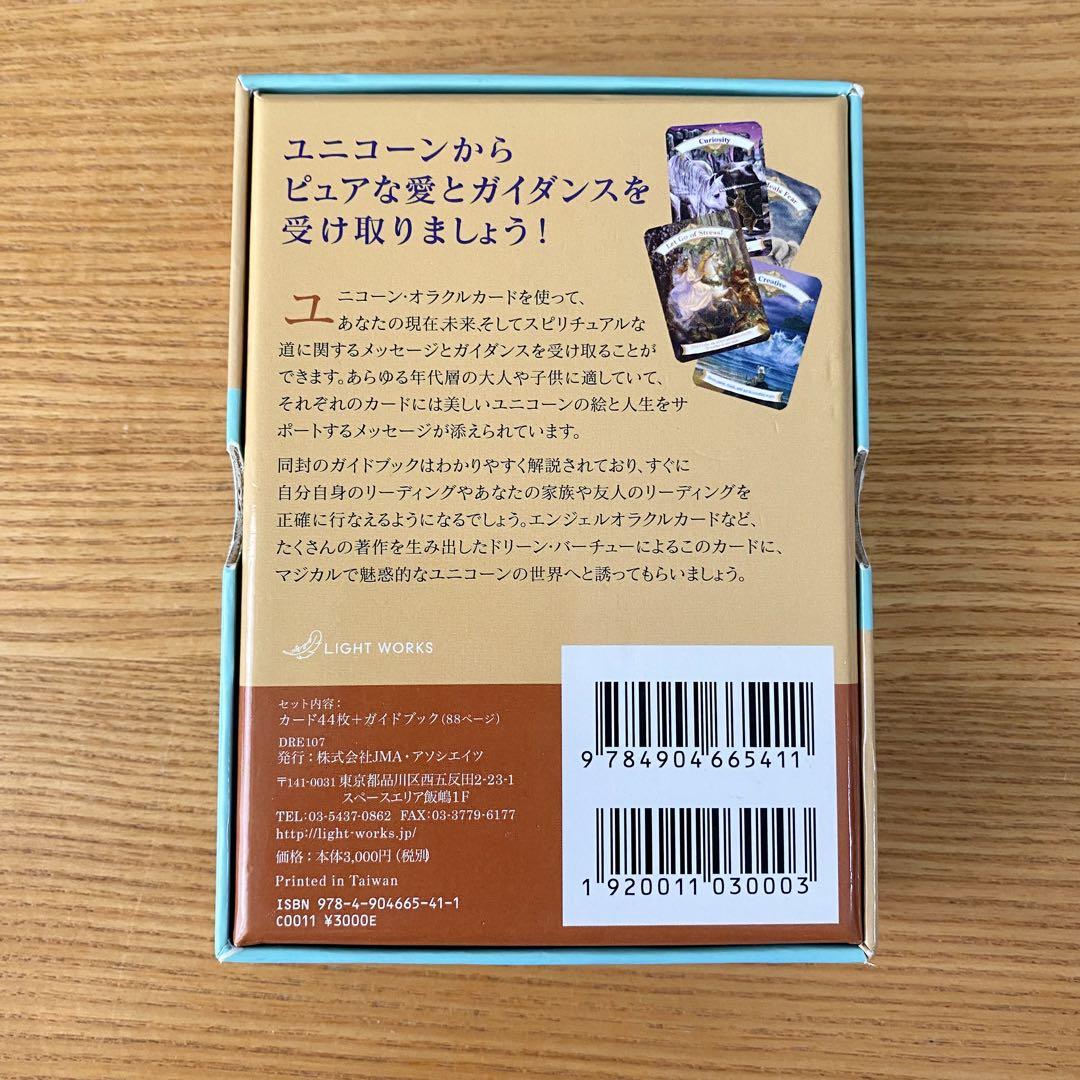 ユニコーンから
ピュアな愛とガイダンスを
受け取りましょう!
Curiosity
Let Go of Stress!
Creative
ユニコーン・オラクルカードを使って、
あなたの現在、未来、そしてスピリチュアルな
道に関するメッセージとガイダンスを受け取ることが
できます。あらゆる年代層の大人や子供に適していて、
それぞれのカードには美しいユニコーンの絵と人生をサ
ポートするメッセージが添えられています。
同封のガイドブックはわかりやすく解説されており、すぐに
自分自身のリーディングやあなたの家族や友人のリーディングを
正確に行なえるようになるでしょう。エンジェルオラクルカードなど、
たくさんの著作を生み出したドリーン・バーチューによるこのカードに、
マジカルで魅惑的なユニコーンの世界へと誘ってもらいましょう。
LIGHT WORKS
セット内容:
カード44枚+ガイドブック(88ページ)
DRE107
発行:株式会社JMA・アソシエイツ
〒141-0031 東京都品川区西五反田2-23-1
スペースエリア飯嶋1F
TEL:03-5437-0862 FAX:03-3779-6177
http://light-works.jp/
価格:本体3,000円(税別)
Printed in Taiwan
ISBN 978-4-904665-41-1
C0011 ¥3000E
9 784904 665411
1 920011 030003